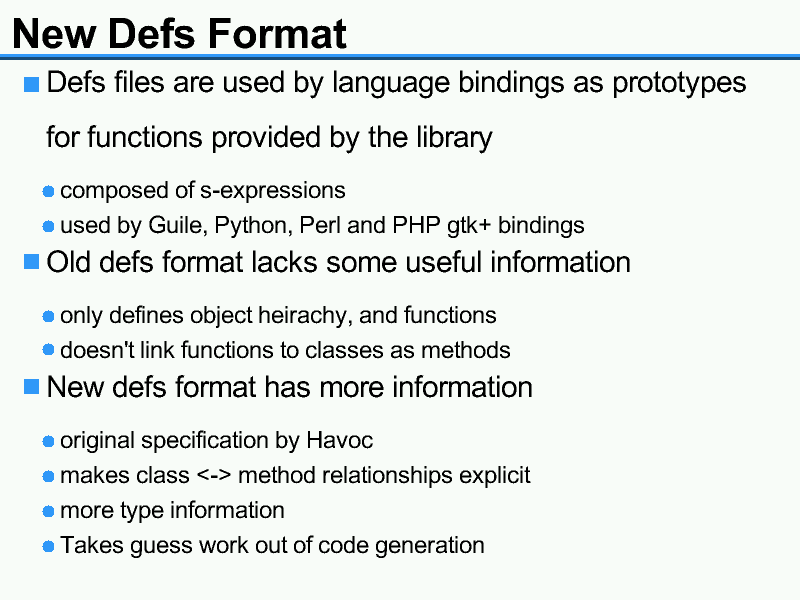 New Defs Format
Defs files are used by language bindings as prototypes
for functions provided by the library
composed of s-expressions
used by Guile, Python, Perl and PHP gtk+ bindings
Old defs format lacks some useful information
only defines object heirachy, and functions
doesn't link functions to classes as methods
New defs format has more information
original specification by Havoc
makes class <-> method relationships explicit
more type information
Takes guess work out of code generation